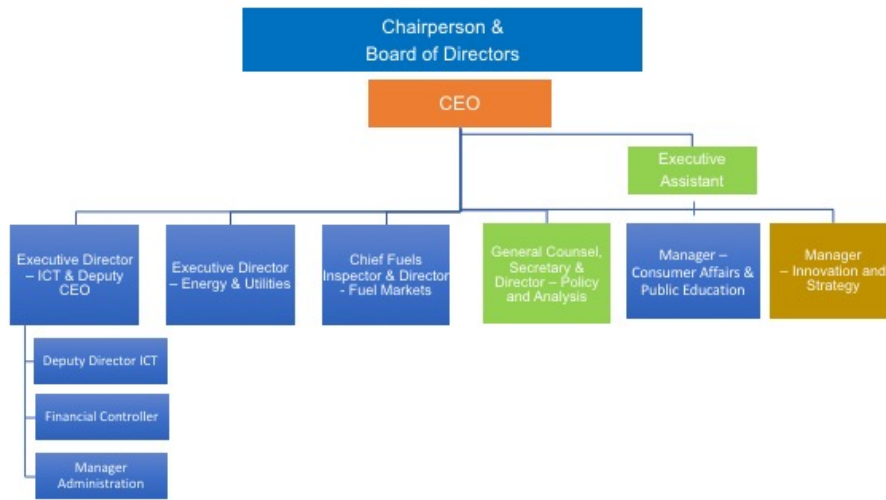 Chairperson &
Board of Directors
CEO
Executive
Assistant
Executive Director
– ICT & Deputy
CEO
Executive Director
– Energy & Utilities
Chief Fuels
Inspector & Director
- Fuel Markets
General Counsel,
Secretary &
Director – Policy
and Analysis
Manager –
Consumer Affairs &
Public Education
Manager
– Innovation and
Strategy
Deputy Director ICT
Financial Controller
Manager
Administration